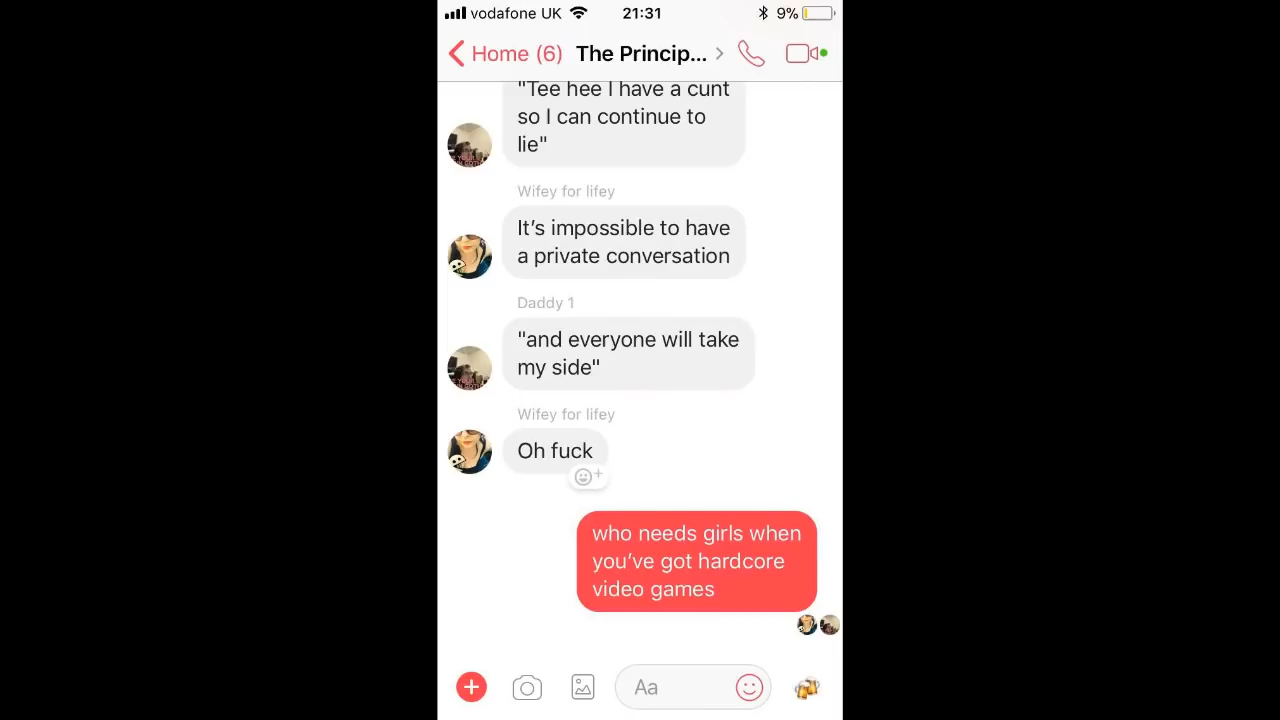 vodafone UK 21:31 9%
Home (6) The Princip...
"Tee hee I have a cunt
so I can continue to
lie"
Wifey for lifey
It's impossible to have
a private conversation
Daddy 1
"and everyone will take
my side"
Wifey for lifey
Oh fuck
who needs girls when
you've got hardcore
video games
Aa